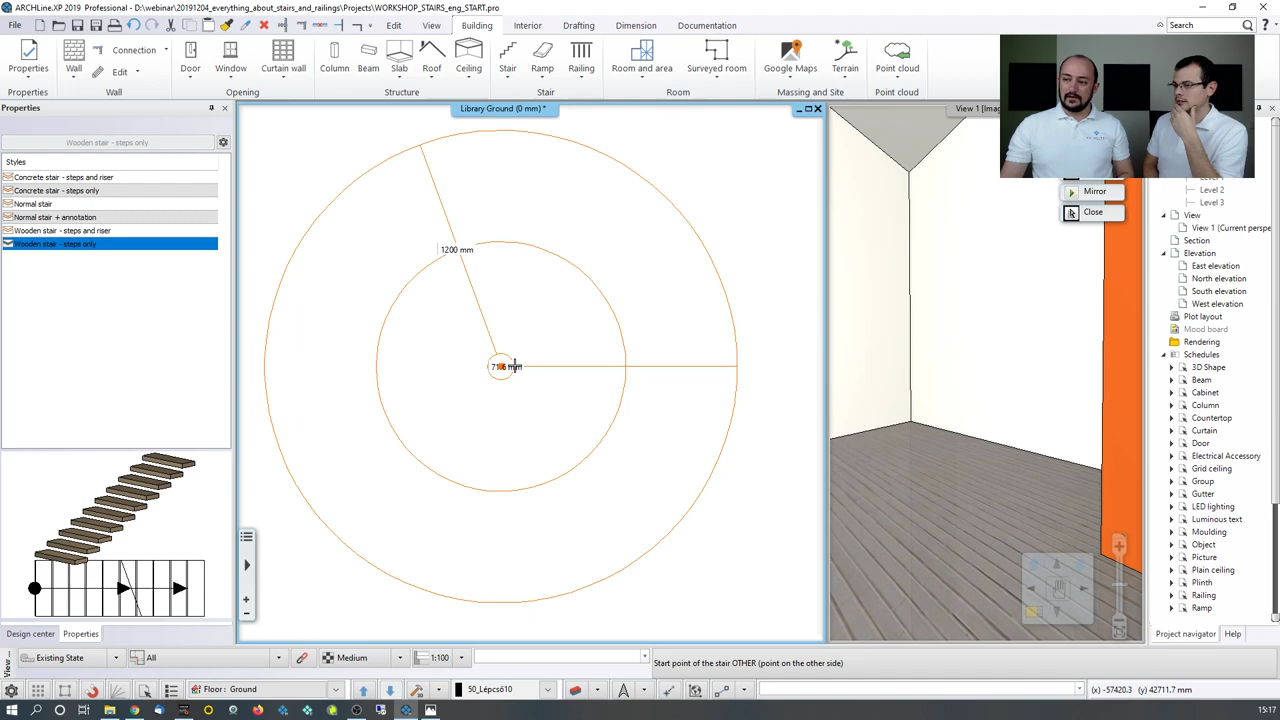 ARCHLine.XP 2019 Professional - D:\webinar\20191204_everything_about_stairs_and_railings\Projects\WORKSHOP_STAIRS_eng_START.pro
File
Edit
View
Building
Interior
Drafting
Dimension
Documentation
Search
Properties
Wall
Connection
Edit
Door
Window
Curtain wall
Column
Beam
Slab
Roof
Ceiling
Stair
Ramp
Railing
Room and area
Surveyed room
Google Maps
Terrain
Point cloud
Properties
Wall
Opening
Structure
Stair
Room
Massing and Site
Point cloud
Properties
Library Ground (0 mm) *
View 1 [Imag
Wooden stair - steps only
Styles
Concrete stair - steps and riser
Concrete stair - steps only
Normal stair
Normal stair + annotation
Wooden stair - steps and riser
Wooden stair - steps only
1200 mm
Mirror
Close
Level 2
Level 3
View
View 1 (Current perspe
Section
Elevation
East elevation
North elevation
South elevation
West elevation
Plot layout
Mood board
Rendering
Schedules
3D Shape
Beam
Cabinet
Column
Countertop
Curtain
Door
Electrical Accessory
Grid ceiling
Group
Gutter
LED lighting
Luminous text
Moulding
Object
Picture
Plain ceiling
Plinth
Railing
Ramp
Design center
Properties
Project navigator
Help
View
Existing State
All
Medium
1:100
Start point of the stair OTHER (point on the other side)
Floor : Ground
50_Lépcső10
(x) -57420.3 (y) 42711.7 mm
15:17